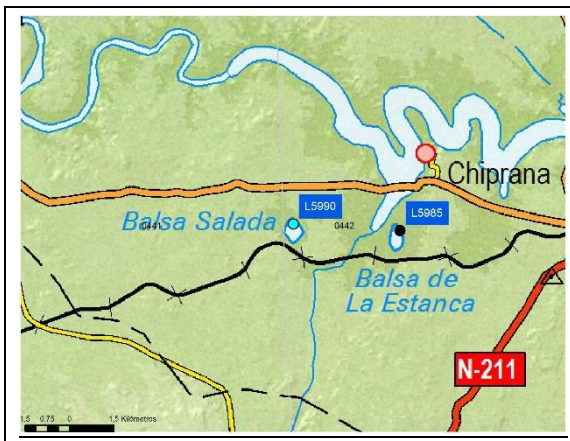 Chiprana
L5990
L5985
Balsa Salada
0441
0442
Balsa de
La Estanca
N-211
1,5 0.75 0 1,5 Kilómetros